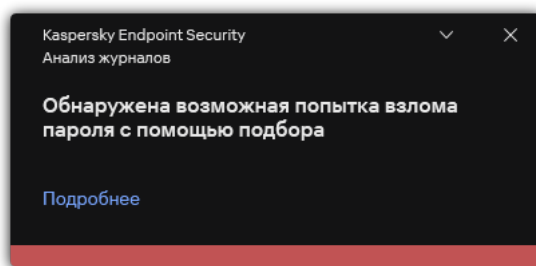 Kaspersky Endpoint Security
Анализ журналов
Обнаружена возможная попытка взлома
пароля с помощью подбора
Подробнее